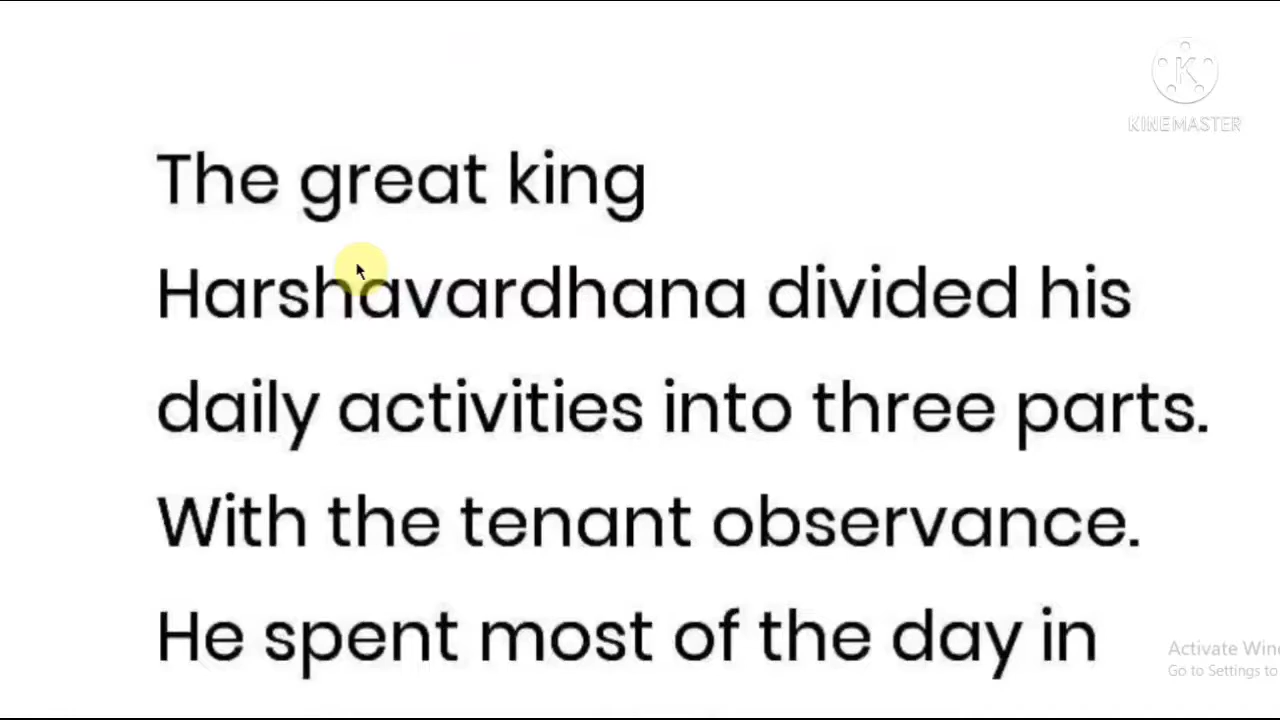 KINEMASTER
The great king
Harshavardhana divided his
daily activities into three parts.
With the tenant observance.
He spent most of the day in
Activate Win
Go to Settings to